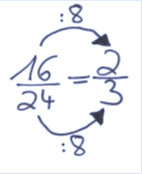 :8
16/24 = 2/3
:8